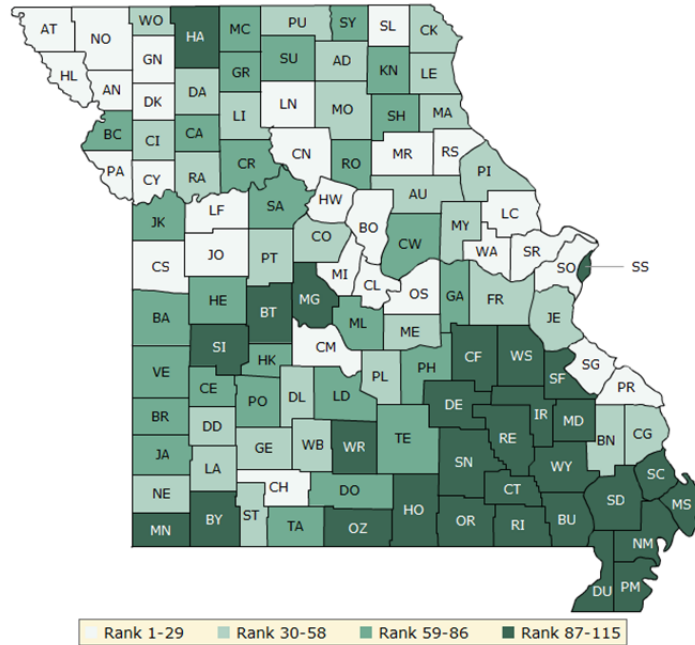 WO PU SY SL
AT NO HA MC CK
GN SU AD KN LE
HL GR
AN DK DA LN MO SH MA
LI
BC CI CA CN RO MR RS
PA CY RA CR PI
AU
JK LF SA HW BO LC
CO CW MY
CS JO PT WA SR SO SS
MI CL OS
HE BT MG GA FR
BA ML ME JE
SI HK CM CF WS
VE CE PH SG
PO DL LD PL DE SF PR
BR DD IR MD
GE WB WR TE RE BN CG
JA LA SN WY SC
NE CH DO CT
MN BY ST TA OZ HO OR RI BU SD MS
NM
DU PM
Rank 1-29 Rank 30-58 Rank 59-86 Rank 87-115